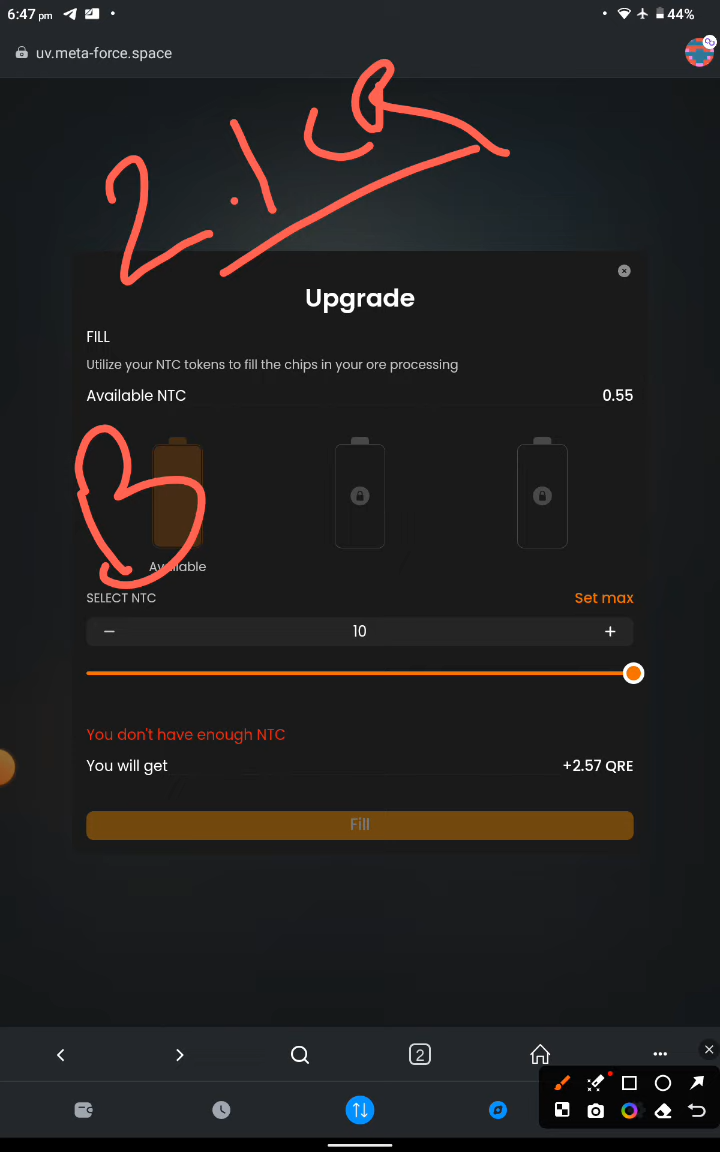 6:47 pm
44%
uv.meta-force.space
2.1
Upgrade
FILL
Utilize your NTC tokens to fill the chips in your ore processing
Available NTC 0.55
Available
SELECT NTC Set max
− 10 +
You don't have enough NTC
You will get +2.57 QRE
Fill
2